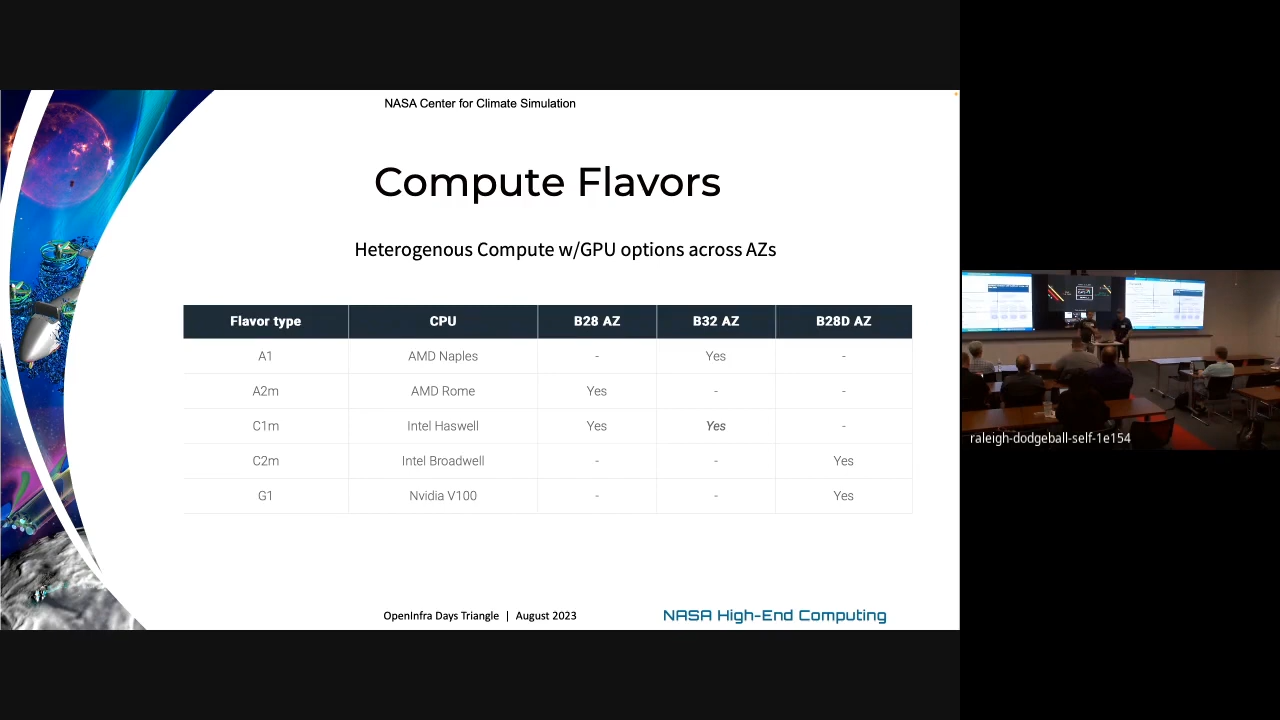 NASA Center for Climate Simulation
Compute Flavors
Heterogenous Compute w/GPU options across AZs
Flavor type CPU B28 AZ B32 AZ B28D AZ
A1 AMD Naples - Yes -
A2m AMD Rome Yes - -
C1m Intel Haswell Yes Yes -
C2m Intel Broadwell - - Yes
G1 Nvidia V100 - - Yes
OpenInfra Days Triangle | August 2023
NASA High-End Computing
raleigh-dodgeball-self-1e154